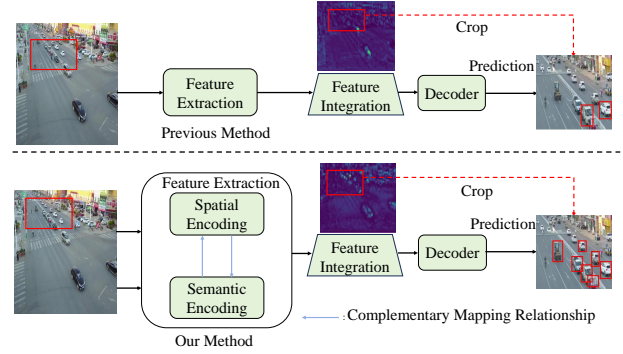 Crop
Prediction
Feature
Extraction
Feature
Integration
Decoder
Previous Method
Feature Extraction
Spatial
Encoding
Semantic
Encoding
Crop
Prediction
Feature
Integration
Decoder
: Complementary Mapping Relationship
Our Method